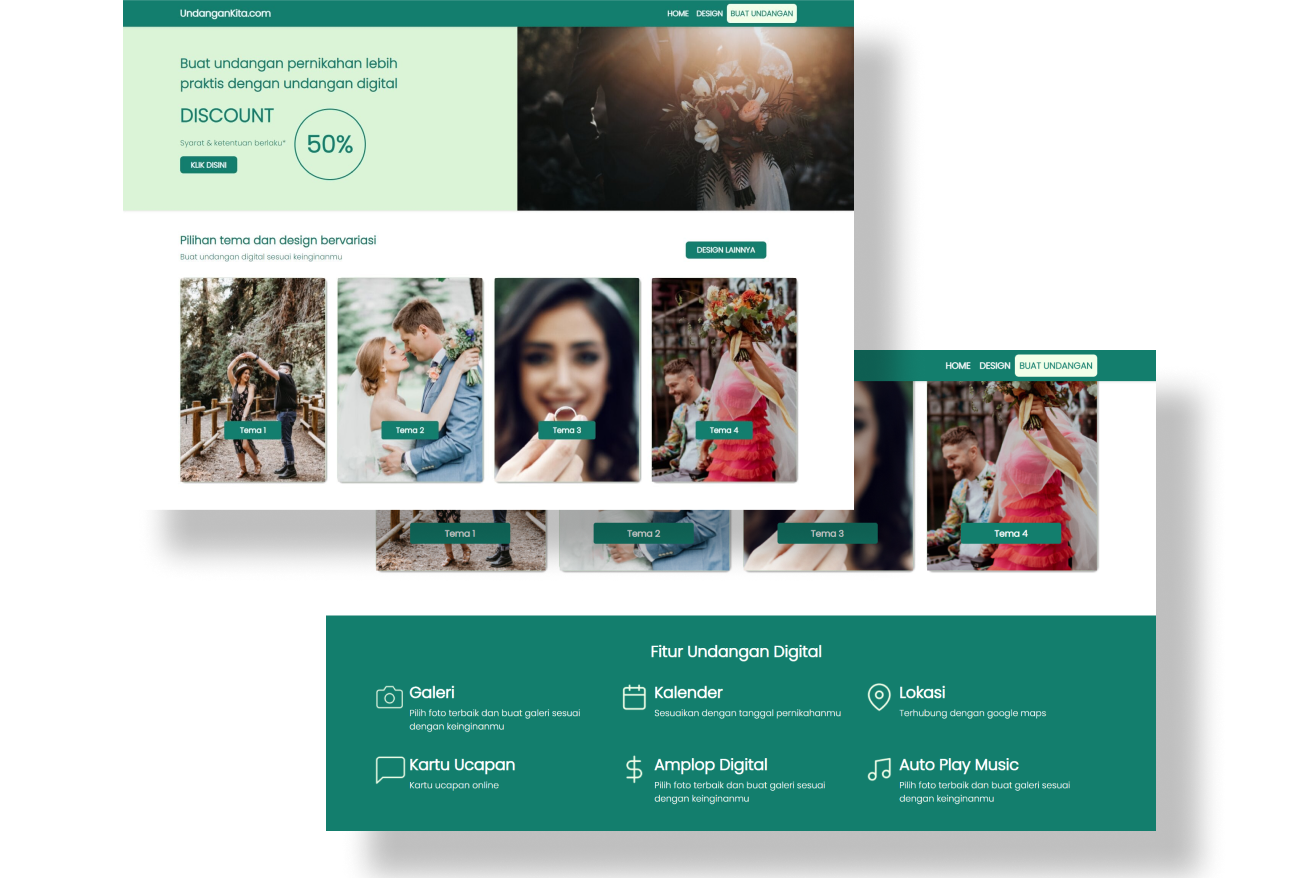 UndanganKita.com
HOME DESIGN BUAT UNDANGAN
Buat undangan pernikahan lebih
praktis dengan undangan digital
DISCOUNT
Syarat & ketentuan berlaku*
50%
KLIK DISINI
Pilihan tema dan design bervariasi
Buat undangan digital sesuai keinginanmu
DESIGN LAINNYA
Tema 1
Tema 2
Tema 3
Tema 4
HOME DESIGN BUAT UNDANGAN
Tema 1
Tema 2
Tema 3
Tema 4
Fitur Undangan Digital
Galeri
Pilih foto terbaik dan buat galeri sesuai
dengan keinginanmu
Kalender
Sesuaikan dengan tanggal pernikahanmu
Lokasi
Terhubung dengan google maps
Kartu Ucapan
Kartu ucapan online
Amplop Digital
Pilih foto terbaik dan buat galeri sesuai
dengan keinginanmu
Auto Play Music
Pilih foto terbaik dan buat galeri sesuai
dengan keinginanmu